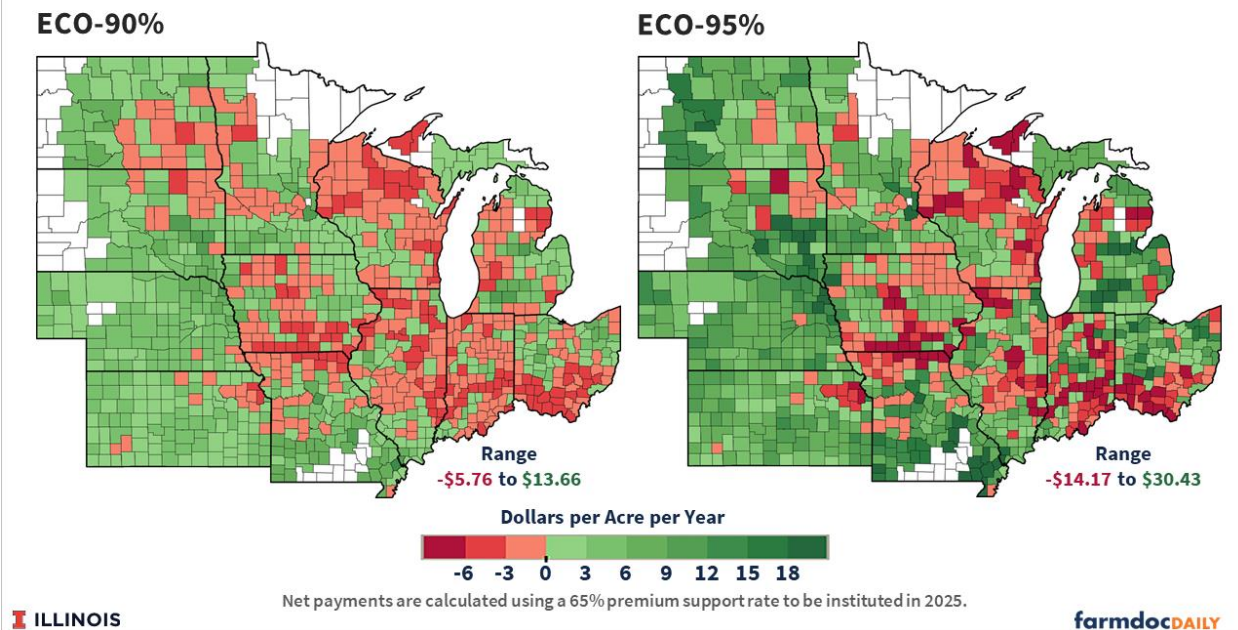 ECO-90%
ECO-95%
Range
-$5.76 to $13.66
Range
-$14.17 to $30.43
Dollars per Acre per Year
-6 -3 0 3 6 9 12 15 18
Net payments are calculated using a 65% premium support rate to be instituted in 2025.
I ILLINOIS
farmdocDAILY